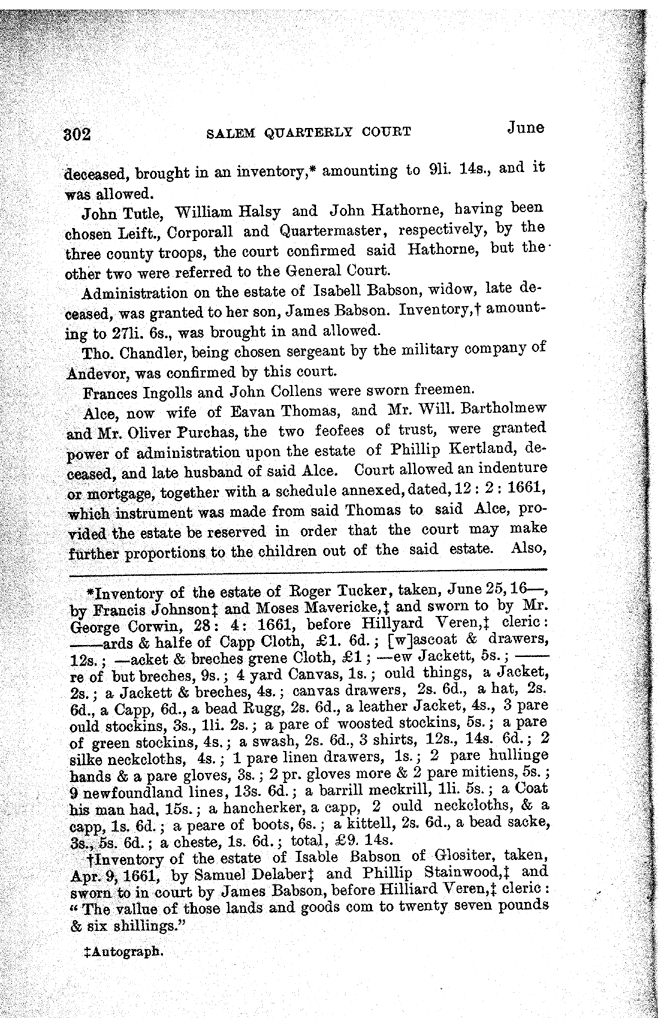 302 SALEM QUARTERLY COURT June
deceased, brought in an inventory,* amounting to 9li. 14s., and it
was allowed.
John Tutle, William Halsy and John Hathorne, having been
chosen Leift., Corporall and Quartermaster, respectively, by the
three county troops, the court confirmed said Hathorne, but the
other two were referred to the General Court.
Administration on the estate of Isabell Babson, widow, late de-
ceased, was granted to her son, James Babson. Inventory,† amount-
ing to 27li. 6s., was brought in and allowed.
Tho. Chandler, being chosen sergeant by the military company of
Andevor, was confirmed by this court.
Frances Ingolls and John Collens were sworn freemen.
Alce, now wife of Eavan Thomas, and Mr. Will. Bartholmew
and Mr. Oliver Purchas, the two feofees of trust, were granted
power of administration upon the estate of Phillip Kertland, de-
ceased, and late husband of said Alce. Court allowed an indenture
or mortgage, together with a schedule annexed, dated, 12 : 2 : 1661,
which instrument was made from said Thomas to said Alce, pro-
vided the estate be reserved in order that the court may make
further proportions to the children out of the said estate. Also,
*Inventory of the estate of Roger Tucker, taken, June 25, 16—,
by Francis Johnson‡ and Moses Mavericke,‡ and sworn to by Mr.
George Corwin, 28 : 4 : 1661, before Hillyard Veren,‡ cleric :
——ards & halfe of Capp Cloth, £1. 6d. ; [w]ascoat & drawers,
12s. ; —acket & breches grene Cloth, £1 ; —ew Jackett, 5s. ; ——
re of but breches, 9s. ; 4 yard Canvas, 1s. ; ould things, a Jacket,
2s. ; a Jackett & breches, 4s. ; canvas drawers, 2s. 6d., a hat, 2s.
6d., a Capp, 6d., a bead Rugg, 2s. 6d., a leather Jacket, 4s., 3 pare
ould stockins, 3s., 1li. 2s. ; a pare of woosted stockins, 5s. ; a pare
of green stockins, 4s. ; a swash, 2s. 6d., 3 shirts, 12s., 14s. 6d. ; 2
silke neckcloths, 4s. ; 1 pare linen drawers, 1s. ; 2 pare hullinge
hands & a pare gloves, 3s. ; 2 pr. gloves more & 2 pare mitiens, 5s. ;
9 newfoundland lines, 13s. 6d. ; a barrill meckrill, 1li. 5s. ; a Coat
his man had, 15s. ; a hancherker, a capp, 2 ould neckcloths, & a
capp, 1s. 6d. ; a peare of boots, 6s. ; a kittell, 2s. 6d., a bead sacke,
3s., 5s. 6d. ; a cheste, 1s. 6d. ; total, £9. 14s.
†Inventory of the estate of Isable Babson of Glositer, taken,
Apr. 9, 1661, by Samuel Delaber‡ and Phillip Stainwood,‡ and
sworn to in court by James Babson, before Hilliard Veren,‡ cleric :
“ The vallue of those lands and goods com to twenty seven pounds
& six shillings.”
‡Autograph.